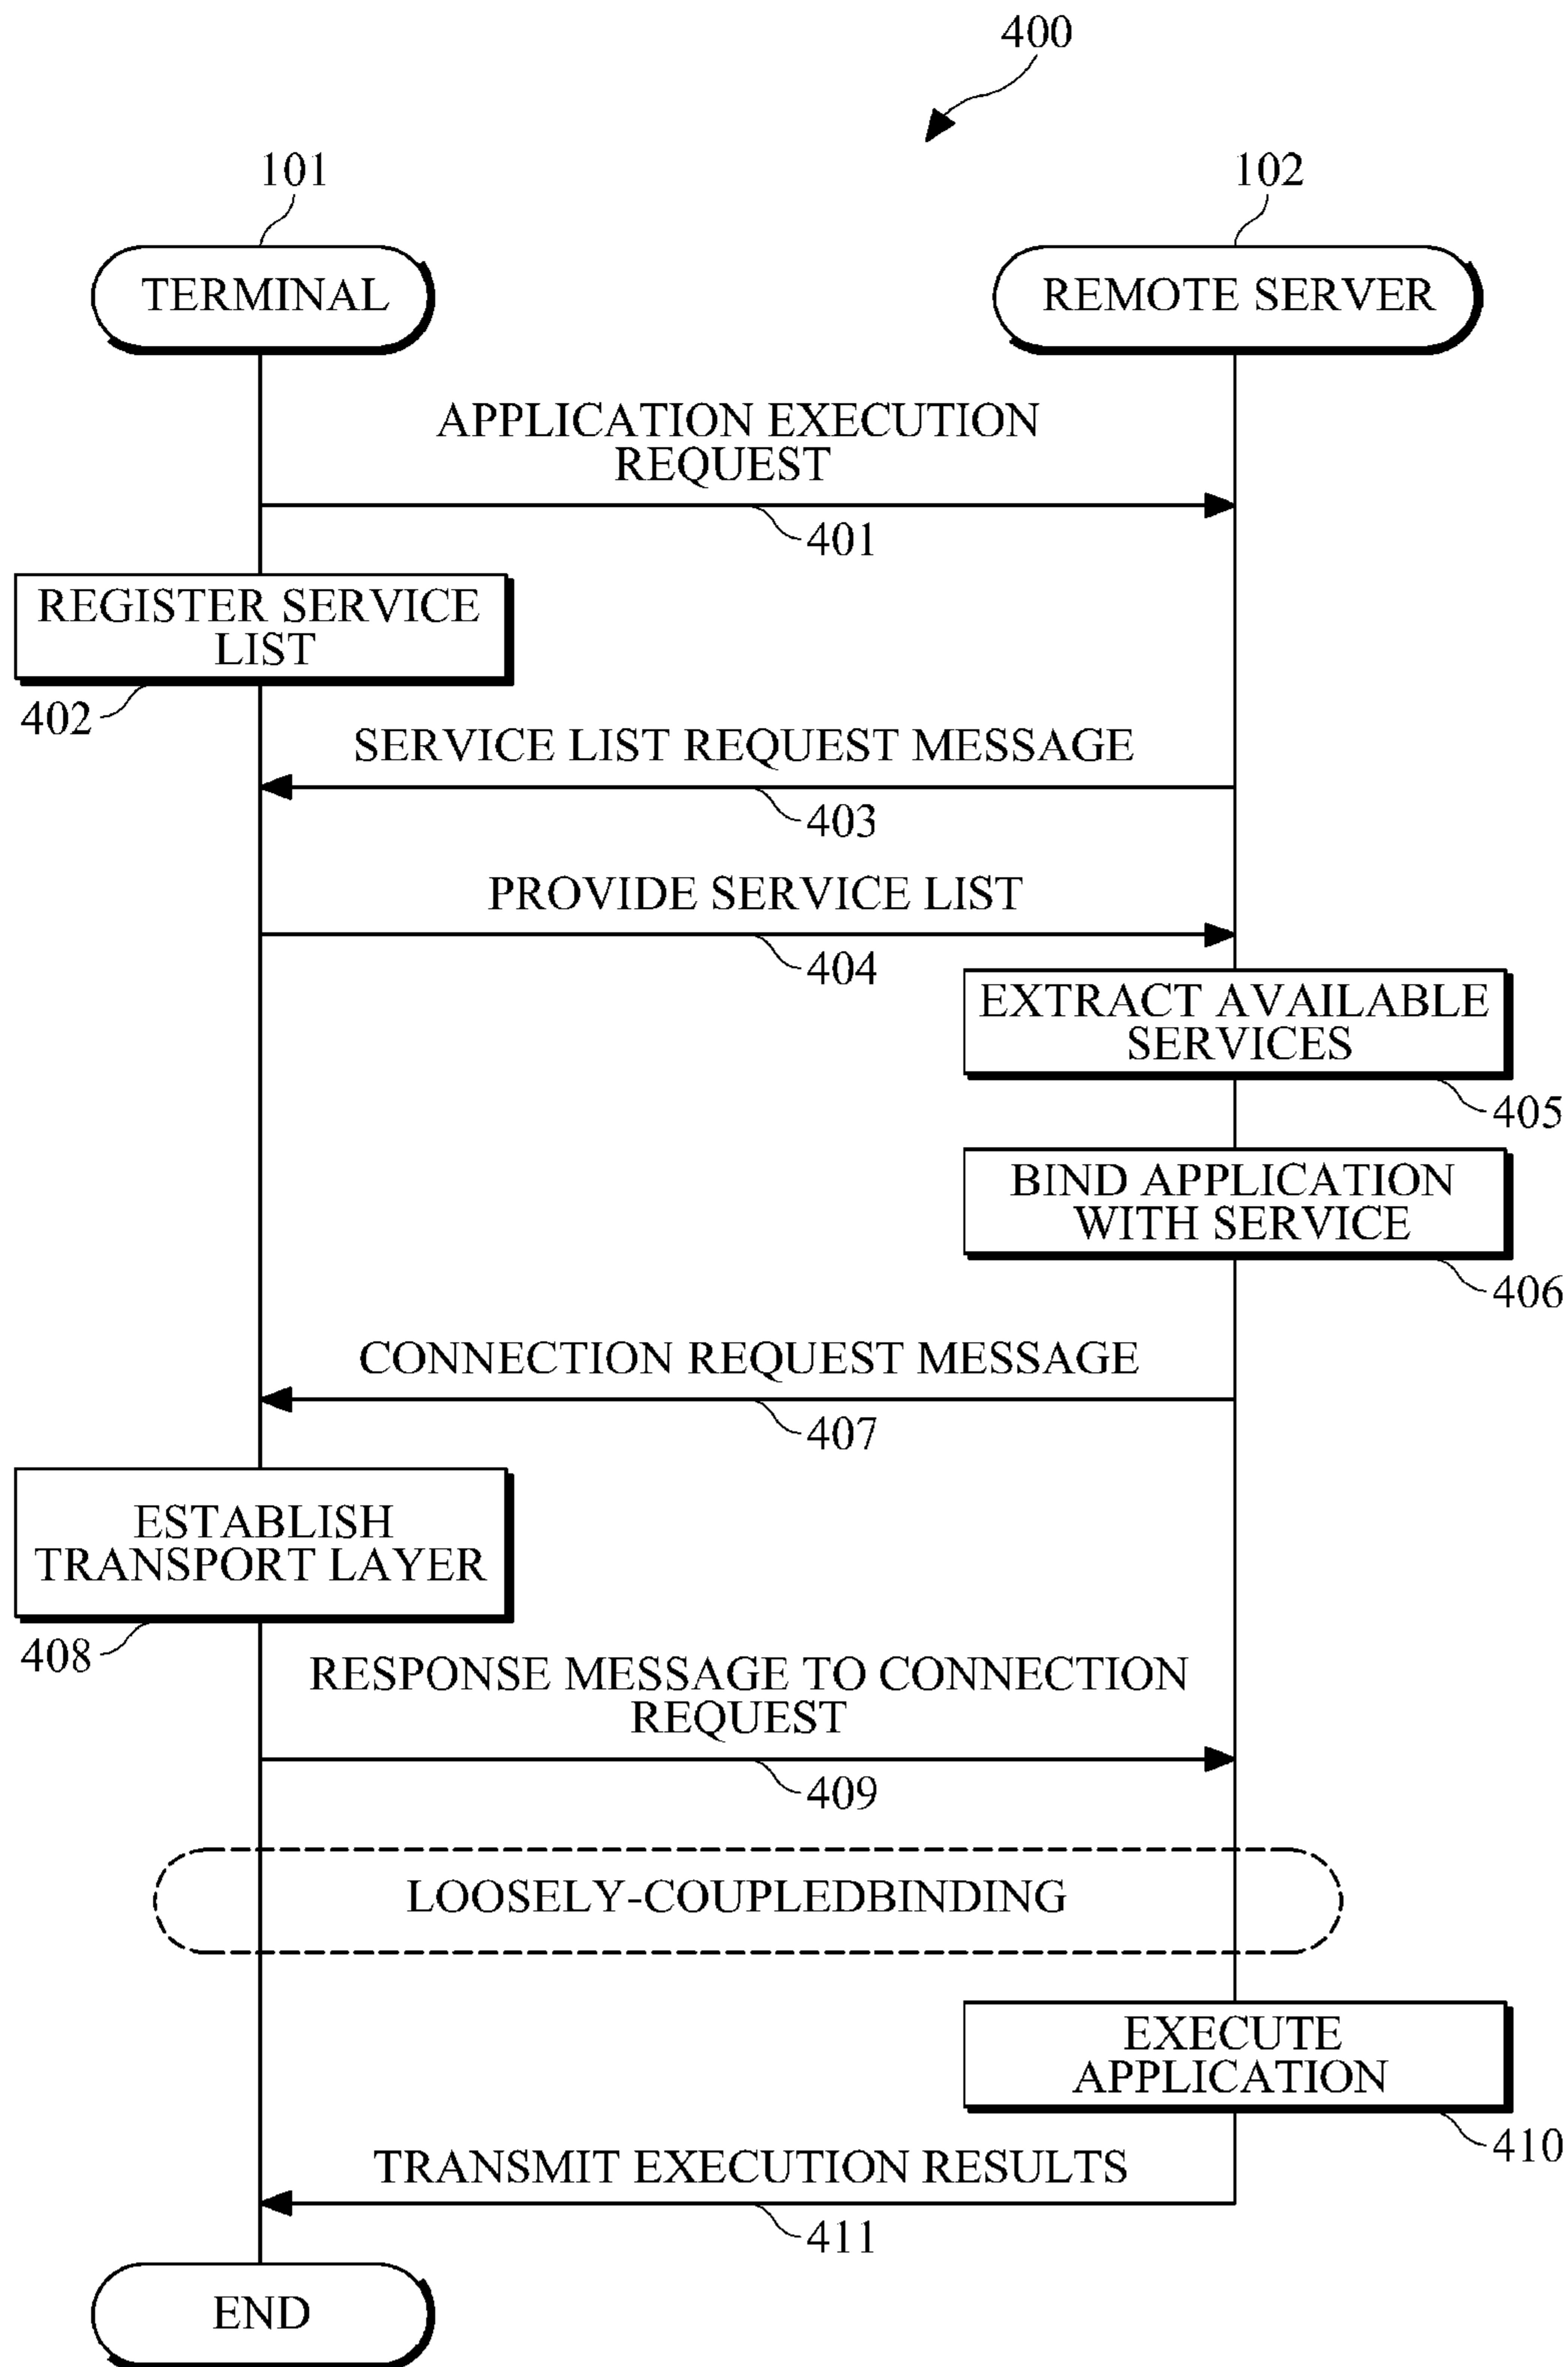 400
101
102
TERMINAL
REMOTE SERVER
APPLICATION EXECUTION
REQUEST
401
REGISTER SERVICE
LIST
402
SERVICE LIST REQUEST MESSAGE
403
PROVIDE SERVICE LIST
404
EXTRACT AVAILABLE
SERVICES
405
BIND APPLICATION
WITH SERVICE
406
CONNECTION REQUEST MESSAGE
407
ESTABLISH
TRANSPORT LAYER
408
RESPONSE MESSAGE TO CONNECTION
REQUEST
409
LOOSELY-COUPLEDBINDING
EXECUTE
APPLICATION
410
TRANSMIT EXECUTION RESULTS
411
END